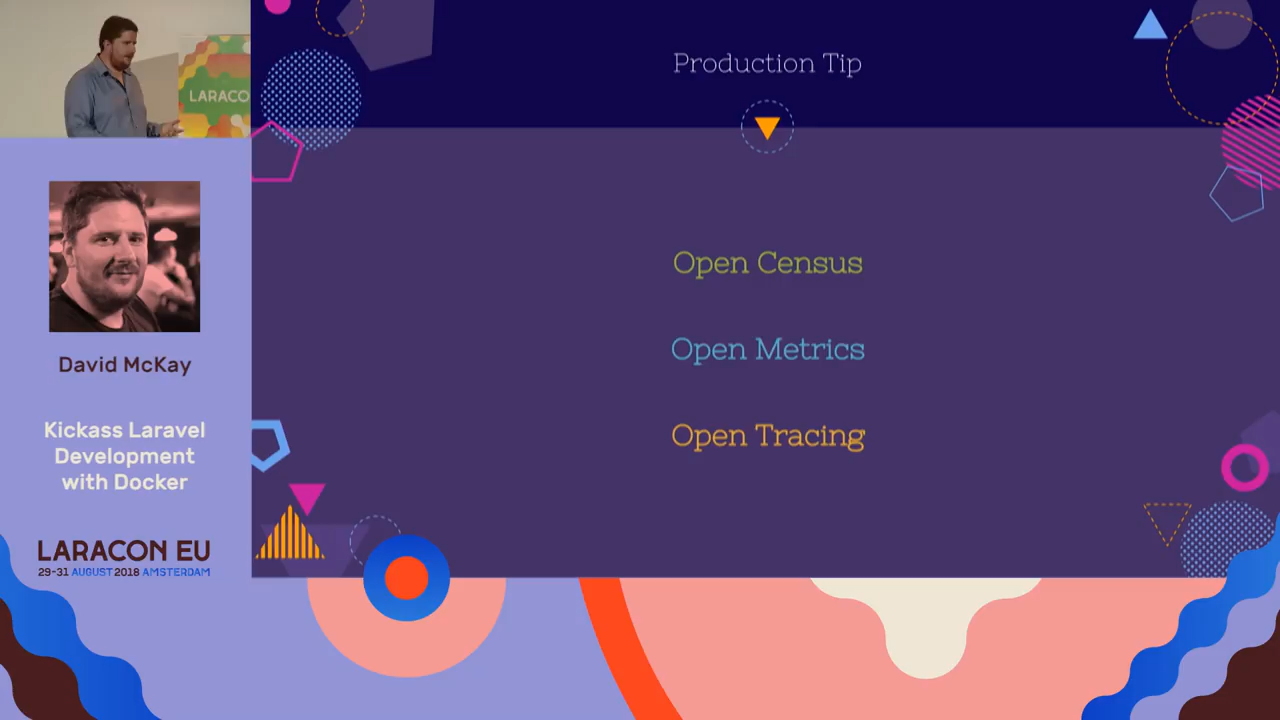 LARACO
David McKay
Kickass Laravel
Development
with Docker
LARACON EU
29-31 AUGUST 2018 AMSTERDAM
Production Tip
Open Census
Open Metrics
Open Tracing